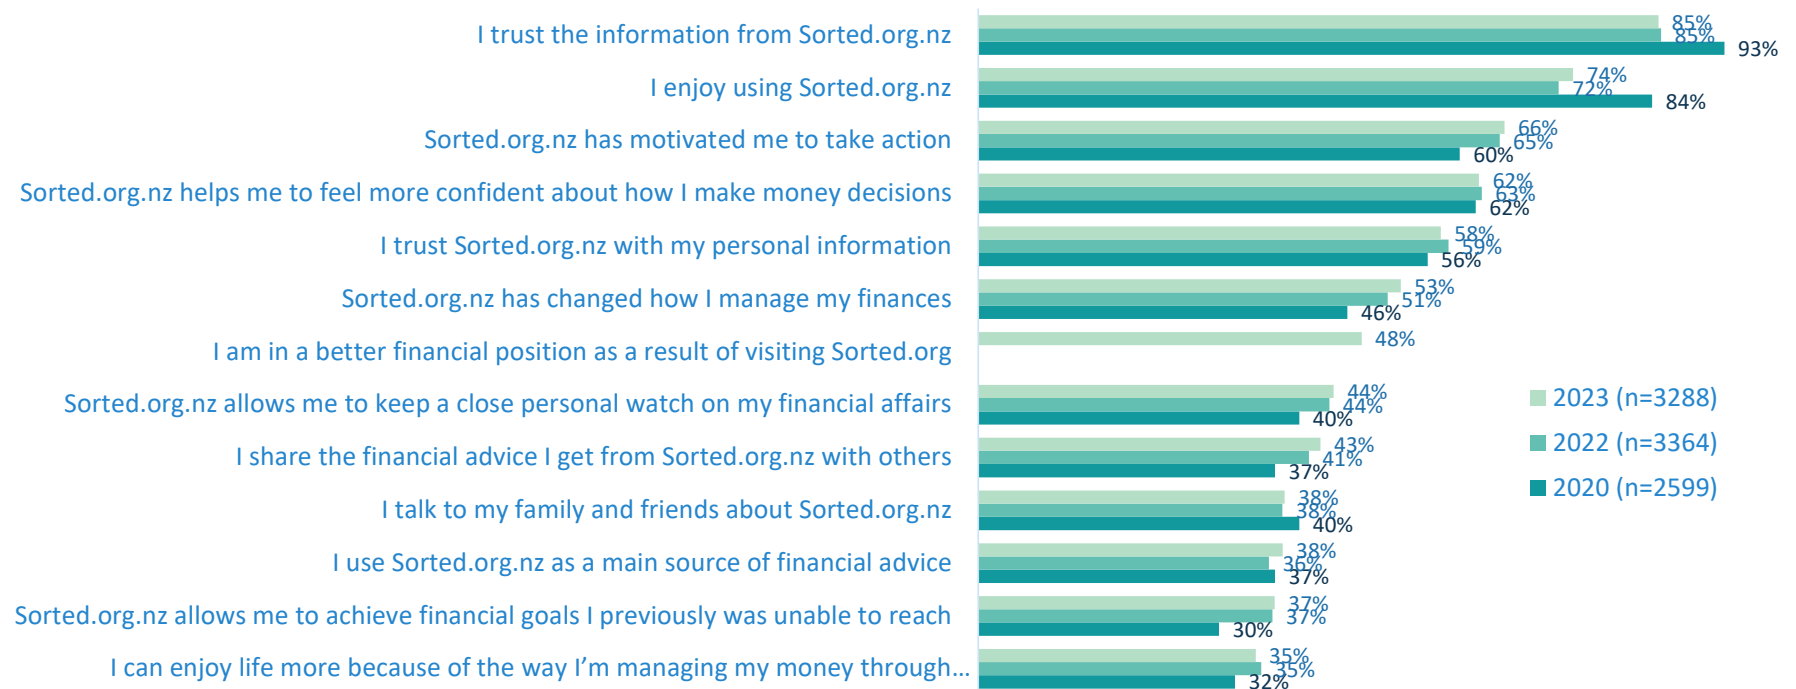 I trust the information from Sorted.org.nz
85%
85%
93%
I enjoy using Sorted.org.nz
74%
72%
84%
Sorted.org.nz has motivated me to take action
66%
65%
60%
Sorted.org.nz helps me to feel more confident about how I make money decisions
62%
63%
62%
I trust Sorted.org.nz with my personal information
58%
59%
56%
Sorted.org.nz has changed how I manage my finances
53%
51%
46%
I am in a better financial position as a result of visiting Sorted.org
48%
Sorted.org.nz allows me to keep a close personal watch on my financial affairs
44%
44%
40%
I share the financial advice I get from Sorted.org.nz with others
43%
41%
37%
I talk to my family and friends about Sorted.org.nz
38%
38%
40%
I use Sorted.org.nz as a main source of financial advice
38%
36%
37%
Sorted.org.nz allows me to achieve financial goals I previously was unable to reach
37%
37%
30%
I can enjoy life more because of the way I’m managing my money through…
35%
35%
32%
2023 (n=3288)
2022 (n=3364)
2020 (n=2599)